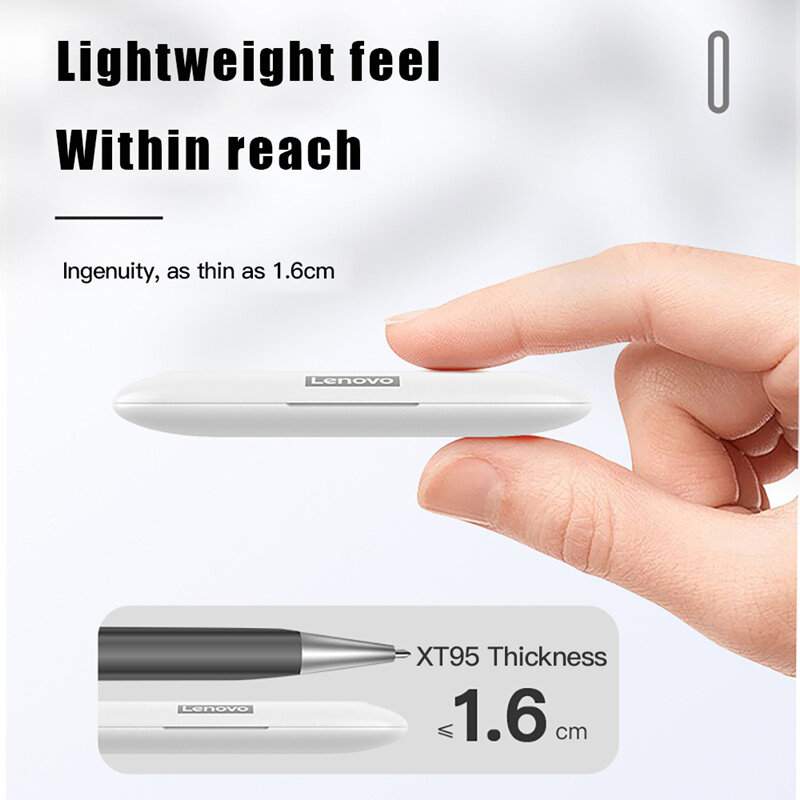 Lightweight feel
Within reach
Ingenuity, as thin as 1.6cm
Lenovo
XT95 Thickness
≤1.6 cm
Lenovo